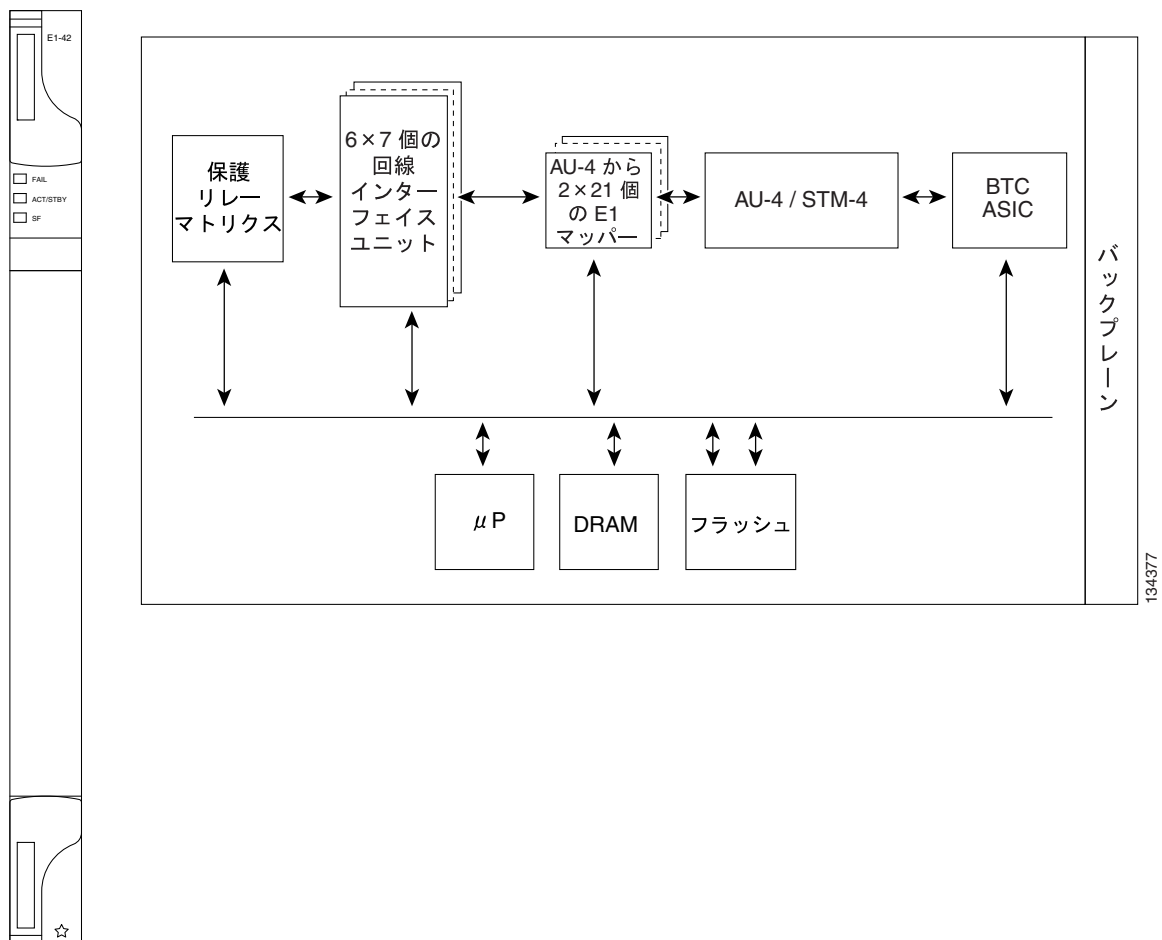 E1-42
FAIL
ACT/STBY
SF
保護
リレー
マトリクス
6×7 個の
回線
インター
フェイス
ユニット
AU-4 から
2×21 個
の E1
マッパー
AU-4 / STM-4
BTC
ASIC
バックプレーン
μP
DRAM
フラッシュ
134377